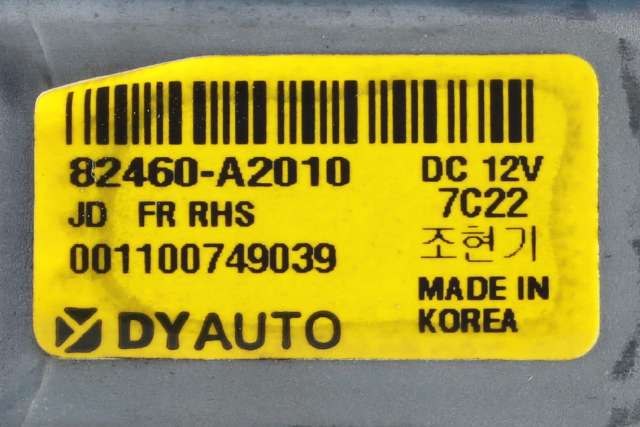 82460-A2010
DC 12V
JD FR RHS
7C22
001100749039
조현기
MADE IN
KOREA
DYAUTO